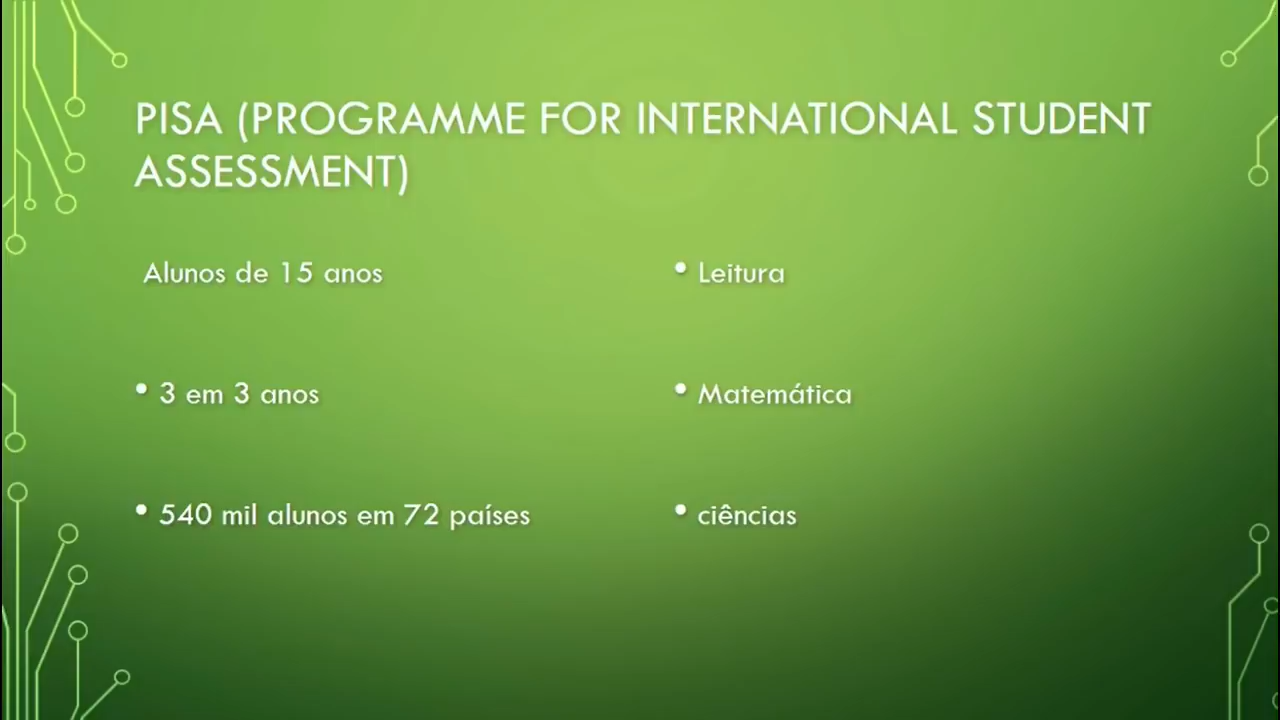 PISA (PROGRAMME FOR INTERNATIONAL STUDENT
ASSESSMENT)
Alunos de 15 anos
• 3 em 3 anos
• 540 mil alunos em 72 países
• Leitura
• Matemática
• ciências